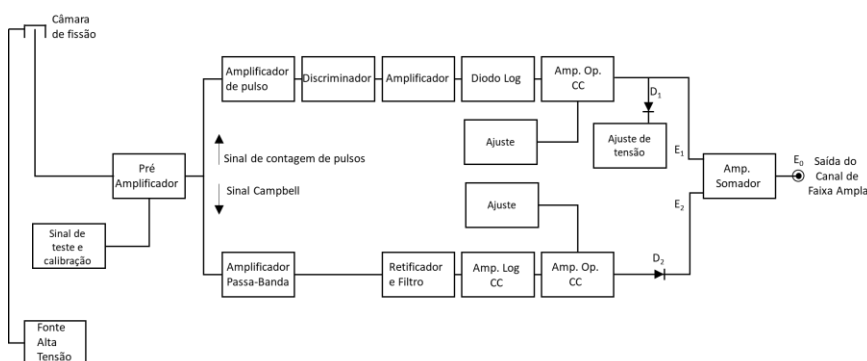 Câmara
de fissão
Amplificador
de pulso
Discriminador
Amplificador
Diodo Log
Amp. Op.
CC
D1
Ajuste
Ajuste de
tensão
E1
Pré
Amplificador
Sinal de contagem de pulsos
Sinal Campbell
Amp.
Somador
E0
Saída do
Canal de
Faixa Ampla
Ajuste
E2
Sinal de
teste e
calibração
Amplificador
Passa-Banda
Retificador
e Filtro
Amp. Log
CC
Amp. Op.
CC
D2
Fonte
Alta
Tensão